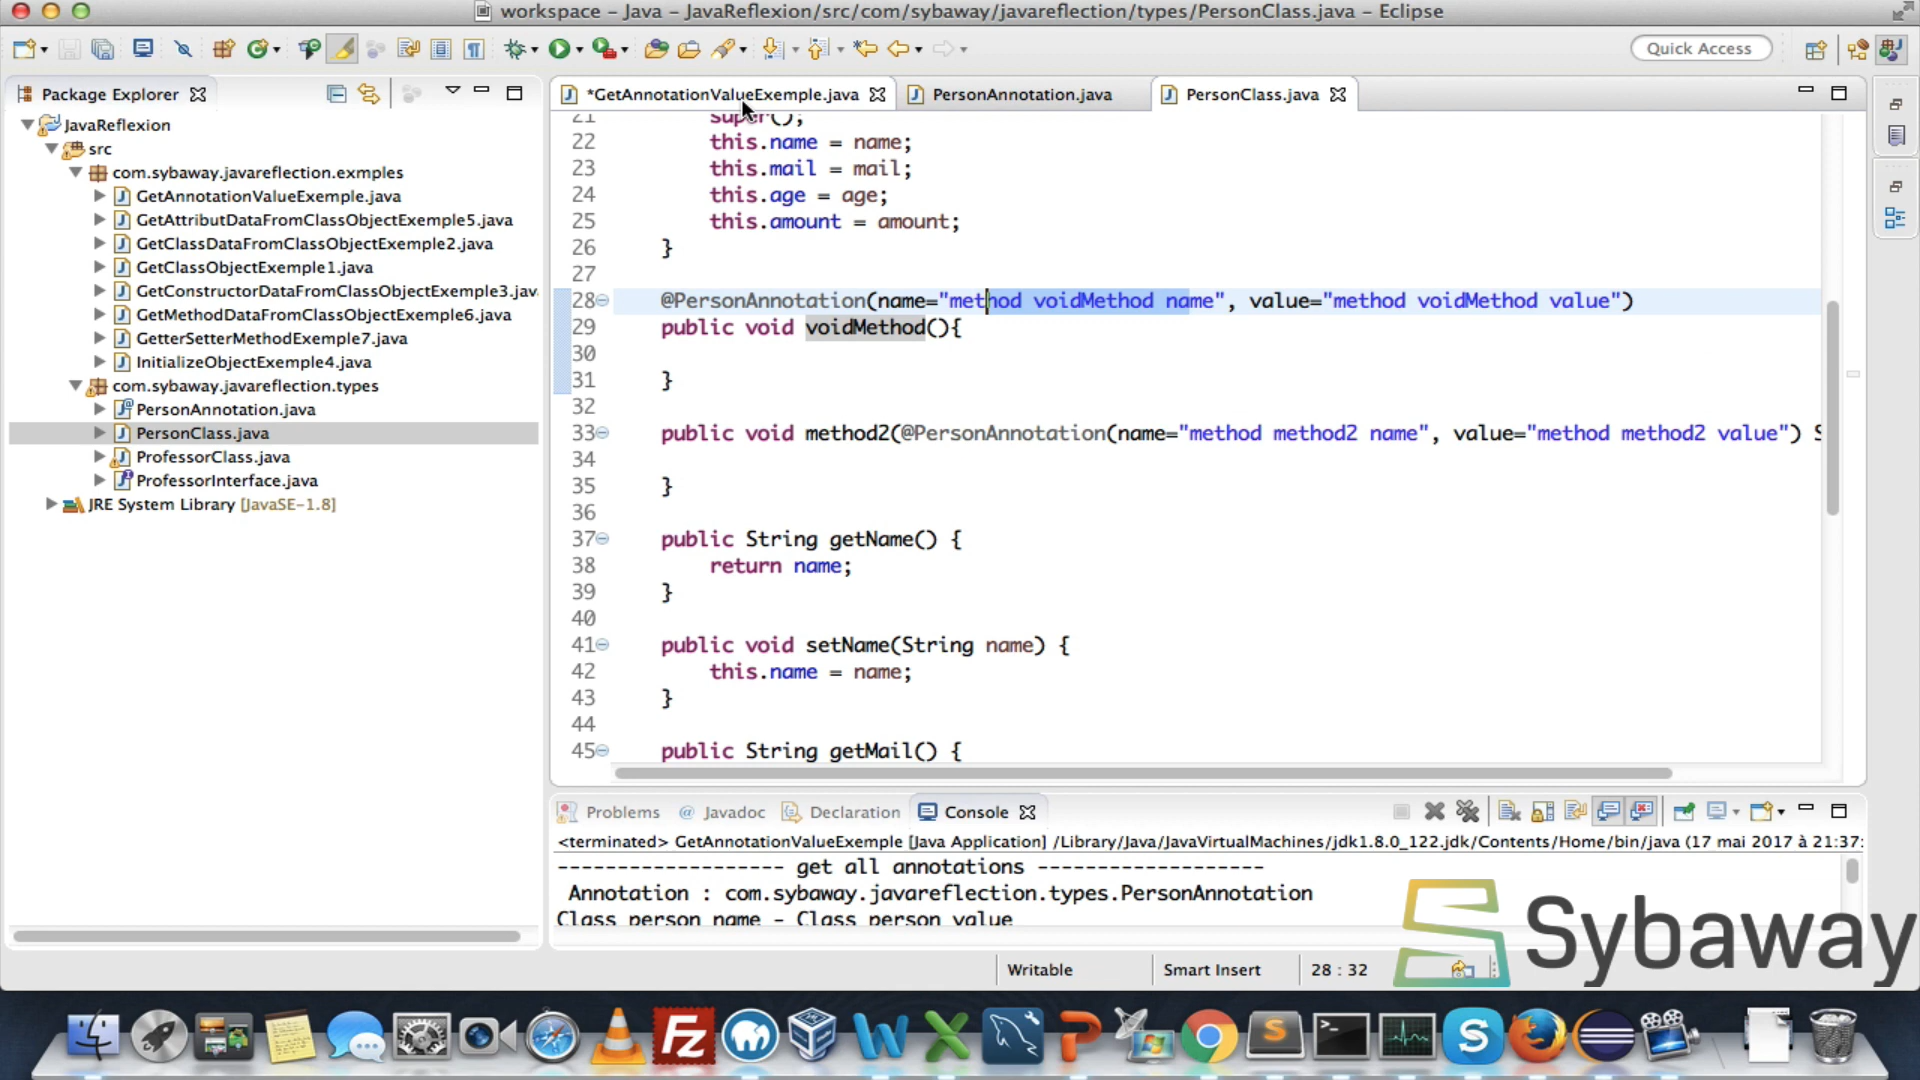 workspace – Java – JavaReflexion/src/com/sybaway/javareflection/types/PersonClass.java – Eclipse
Quick Access
Package Explorer
*GetAnnotationValueExemple.java
PersonAnnotation.java
PersonClass.java
JavaReflexion
src
com.sybaway.javareflection.exmples
GetAnnotationValueExemple.java
GetAttributDataFromClassObjectExemple5.java
GetClassDataFromClassObjectExemple2.java
GetClassObjectExemple1.java
GetConstructorDataFromClassExemple3.jav
GetMethodDataFromClassObjectExemple6.java
GetterSetterMethodExemple7.java
InitializeObjectExemple4.java
com.sybaway.javareflection.types
PersonAnnotation.java
PersonClass.java
ProfessorClass.java
ProfessorInterface.java
JRE System Library [JavaSE-1.8]
21 super();
22 this.name = name;
23 this.mail = mail;
24 this.age = age;
25 this.amount = amount;
26 }
27
28 @PersonAnnotation(name="method voidMethod name", value="method voidMethod value")
29 public void voidMethod(){
30
31 }
32
33 public void method2(@PersonAnnotation(name="method method2 name", value="method method2 value") S
34
35 }
36
37 public String getName() {
38 return name;
39 }
40
41 public void setName(String name) {
42 this.name = name;
43 }
44
45 public String getMail() {
Problems
@ Javadoc
Declaration
Console
<terminated> GetAnnotationValueExemple [Java Application] /Library/Java/JavaVirtualMachines/jdk1.8.0_122.jdk/Contents/Home/bin/java (17 mai 2017 à 21:37:
------------------- get all annotations -------------------
Annotation : com.sybaway.javareflection.types.PersonAnnotation
Class person name - Class person value
Writable
Smart Insert
28 : 32
Sybaway